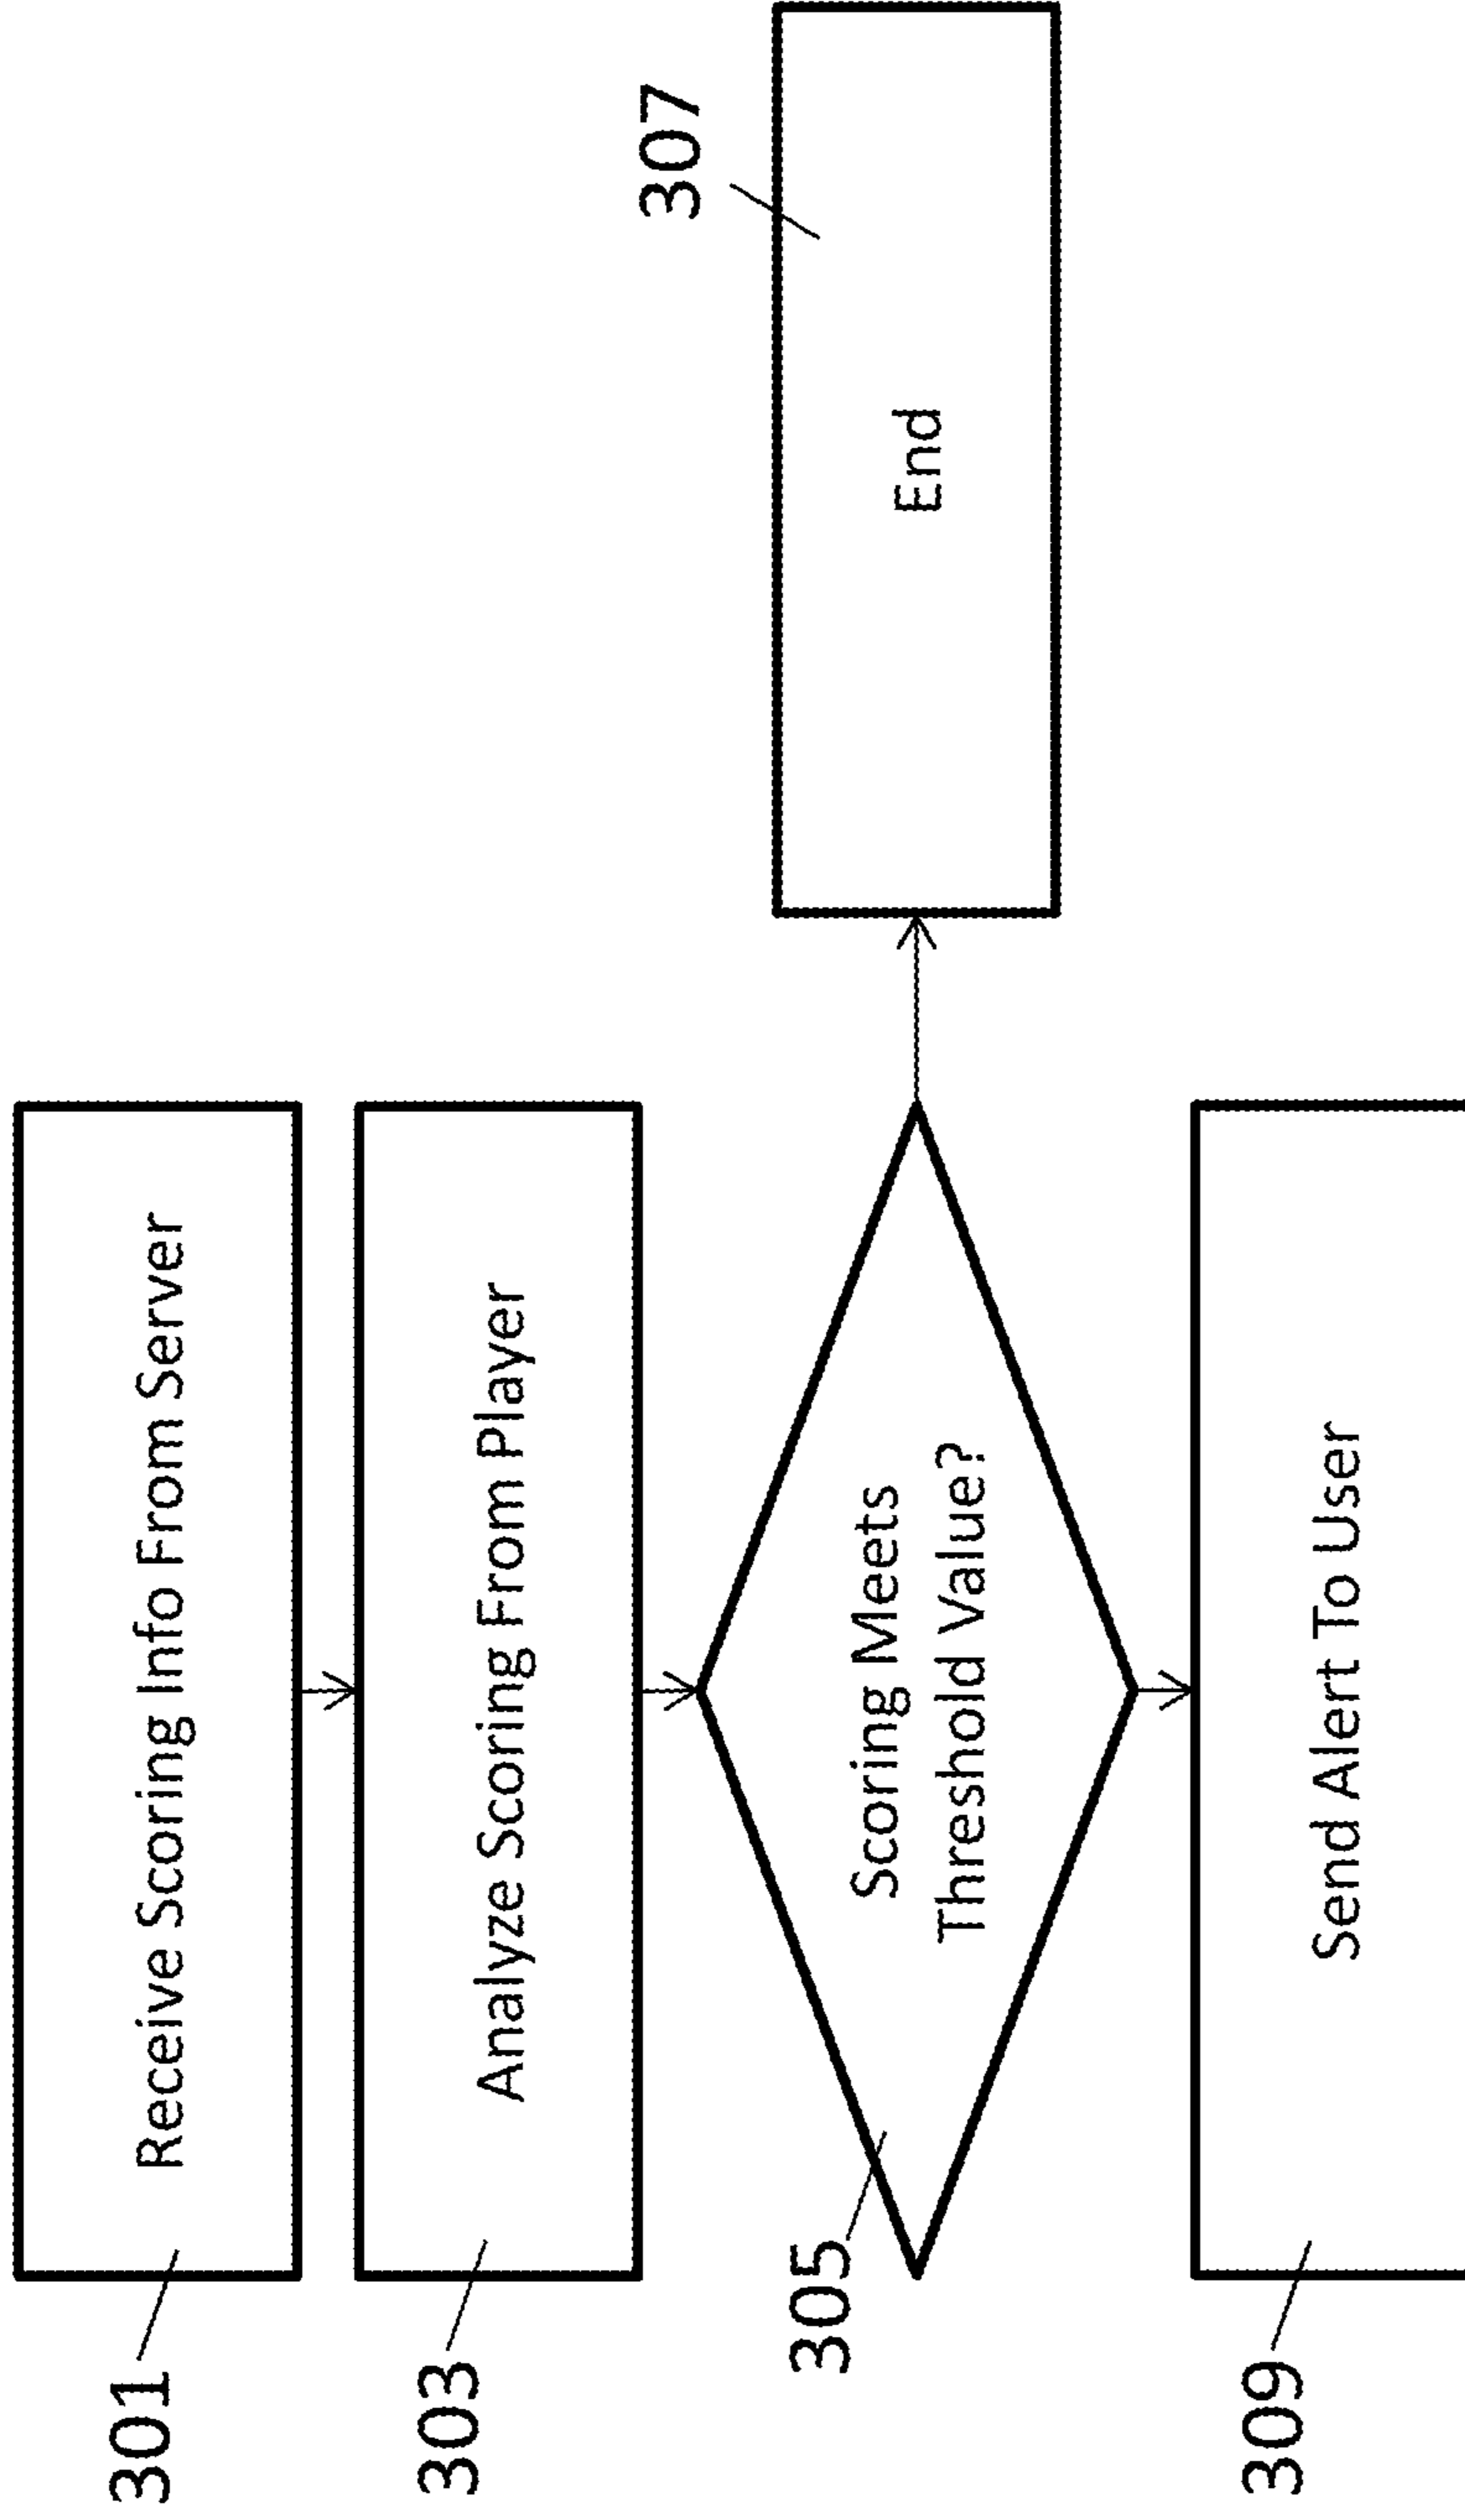 301
Receive Scoring Info From Server
303
Analyze Scoring From Player
305
Scoring Meets
Threshold Value?
307
End
309
Send Alert To User